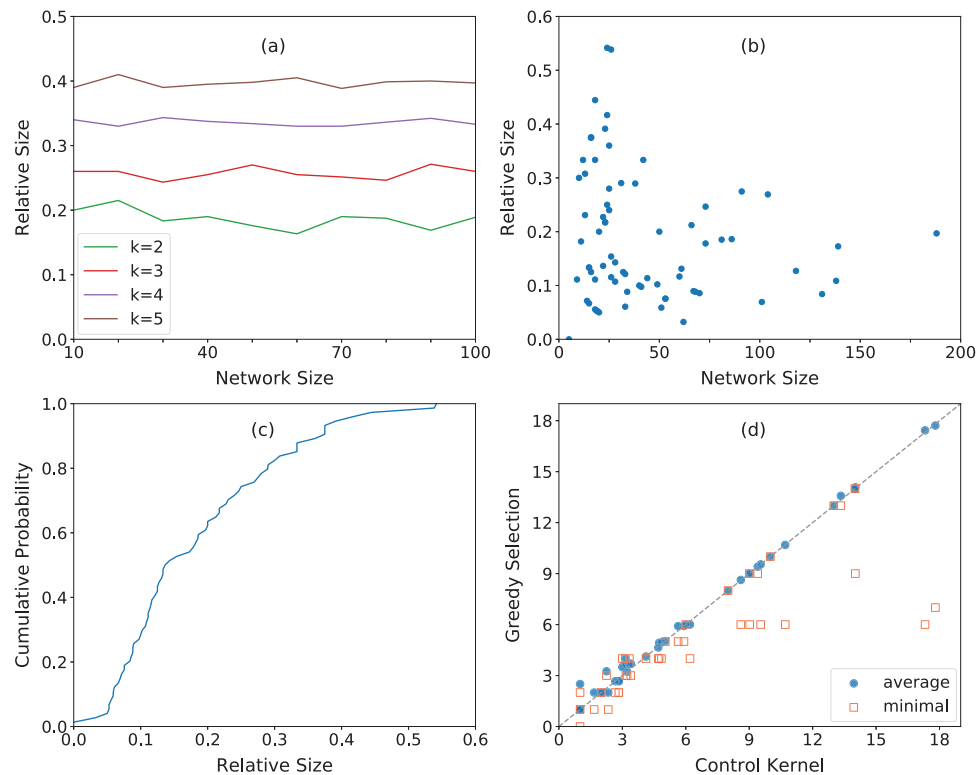 (a)
Relative Size
0.5
0.4
0.3
0.2
0.1
0.0
k=2
k=3
k=4
k=5
10 40 70 100
Network Size
(b)
Relative Size
0.6
0.5
0.4
0.3
0.2
0.1
0.0
0 25 50 75 100 125 150 175 200
Network Size
(c)
Cumulative Probability
1.0
0.8
0.6
0.4
0.2
0.0
0.0 0.1 0.2 0.3 0.4 0.5 0.6
Relative Size
(d)
Greedy Selection
18
15
12
9
6
3
0
average
minimal
0 3 6 9 12 15 18
Control Kernel